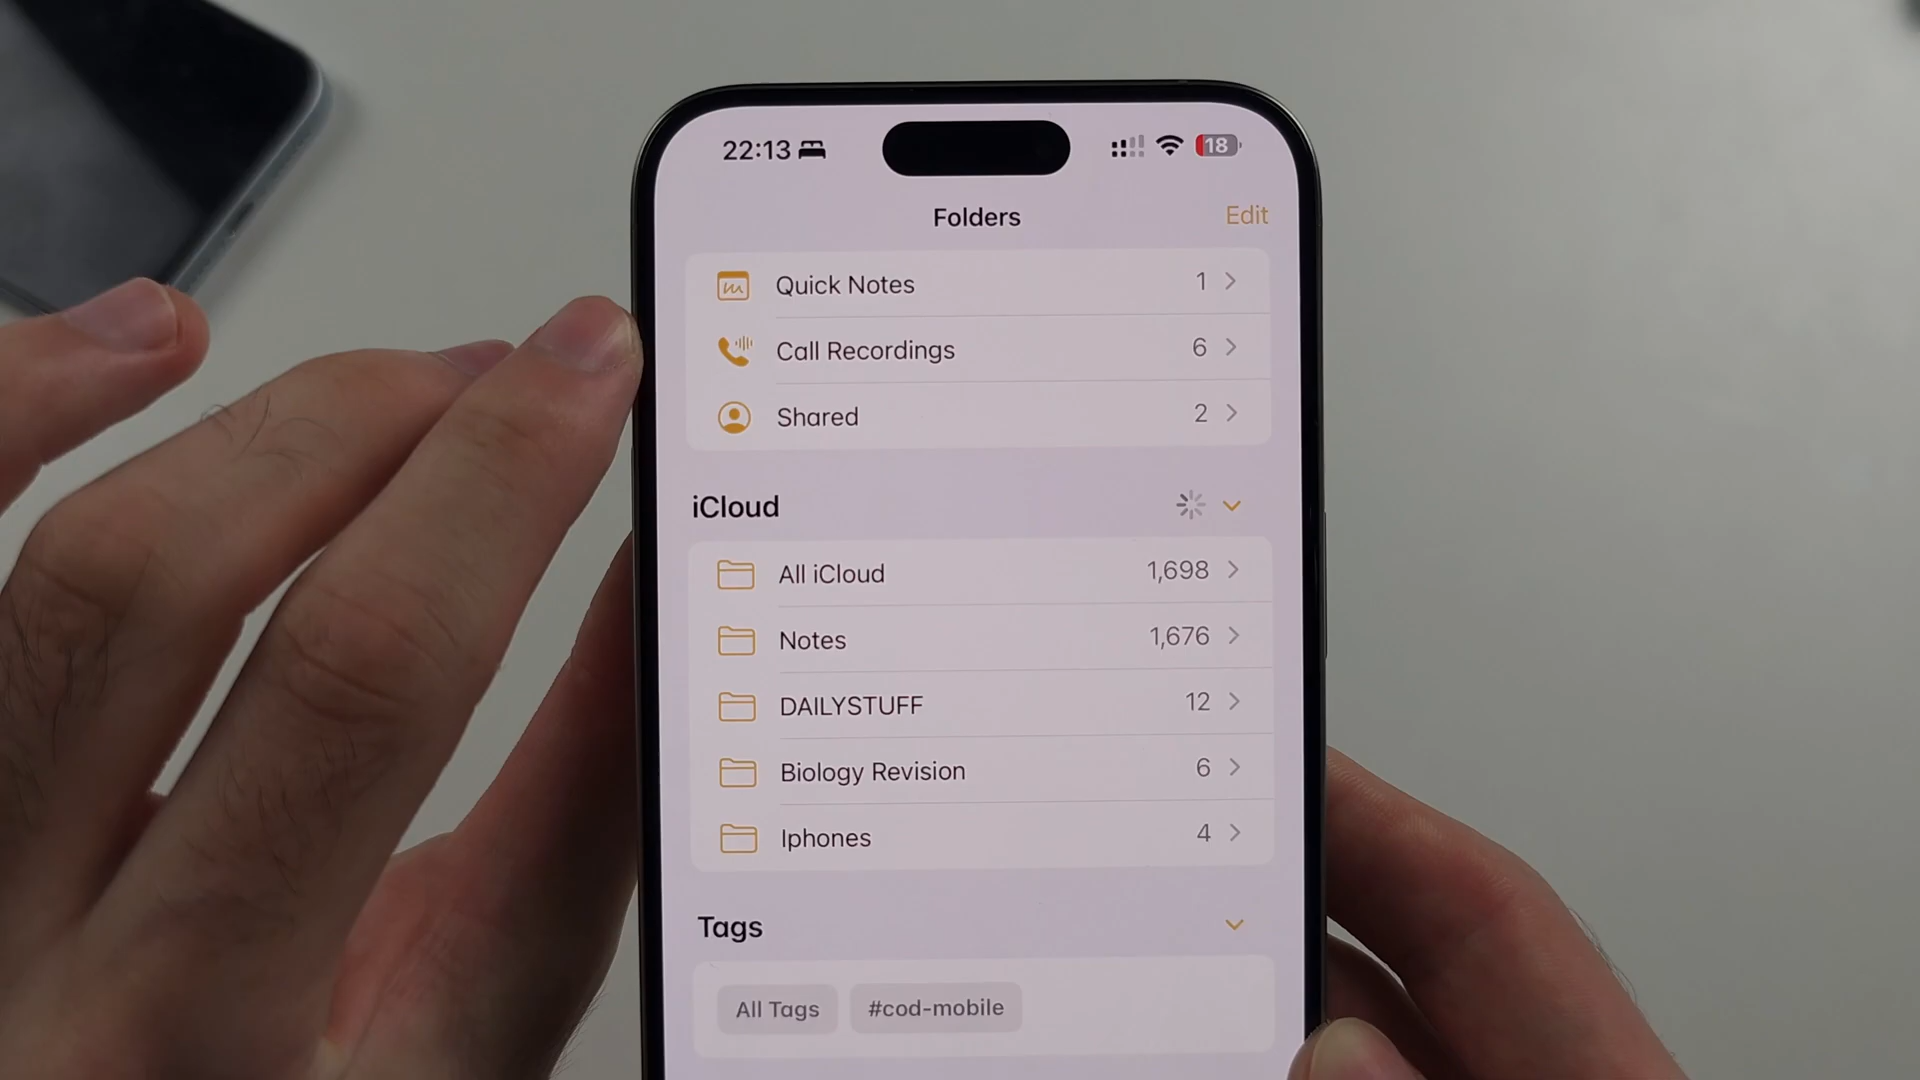 22:13
18
Folders
Edit
Quick Notes 1
Call Recordings 6
Shared 2
iCloud
All iCloud 1,698
Notes 1,676
DAILYSTUFF 12
Biology Revision 6
Iphones 4
Tags
All Tags #cod-mobile